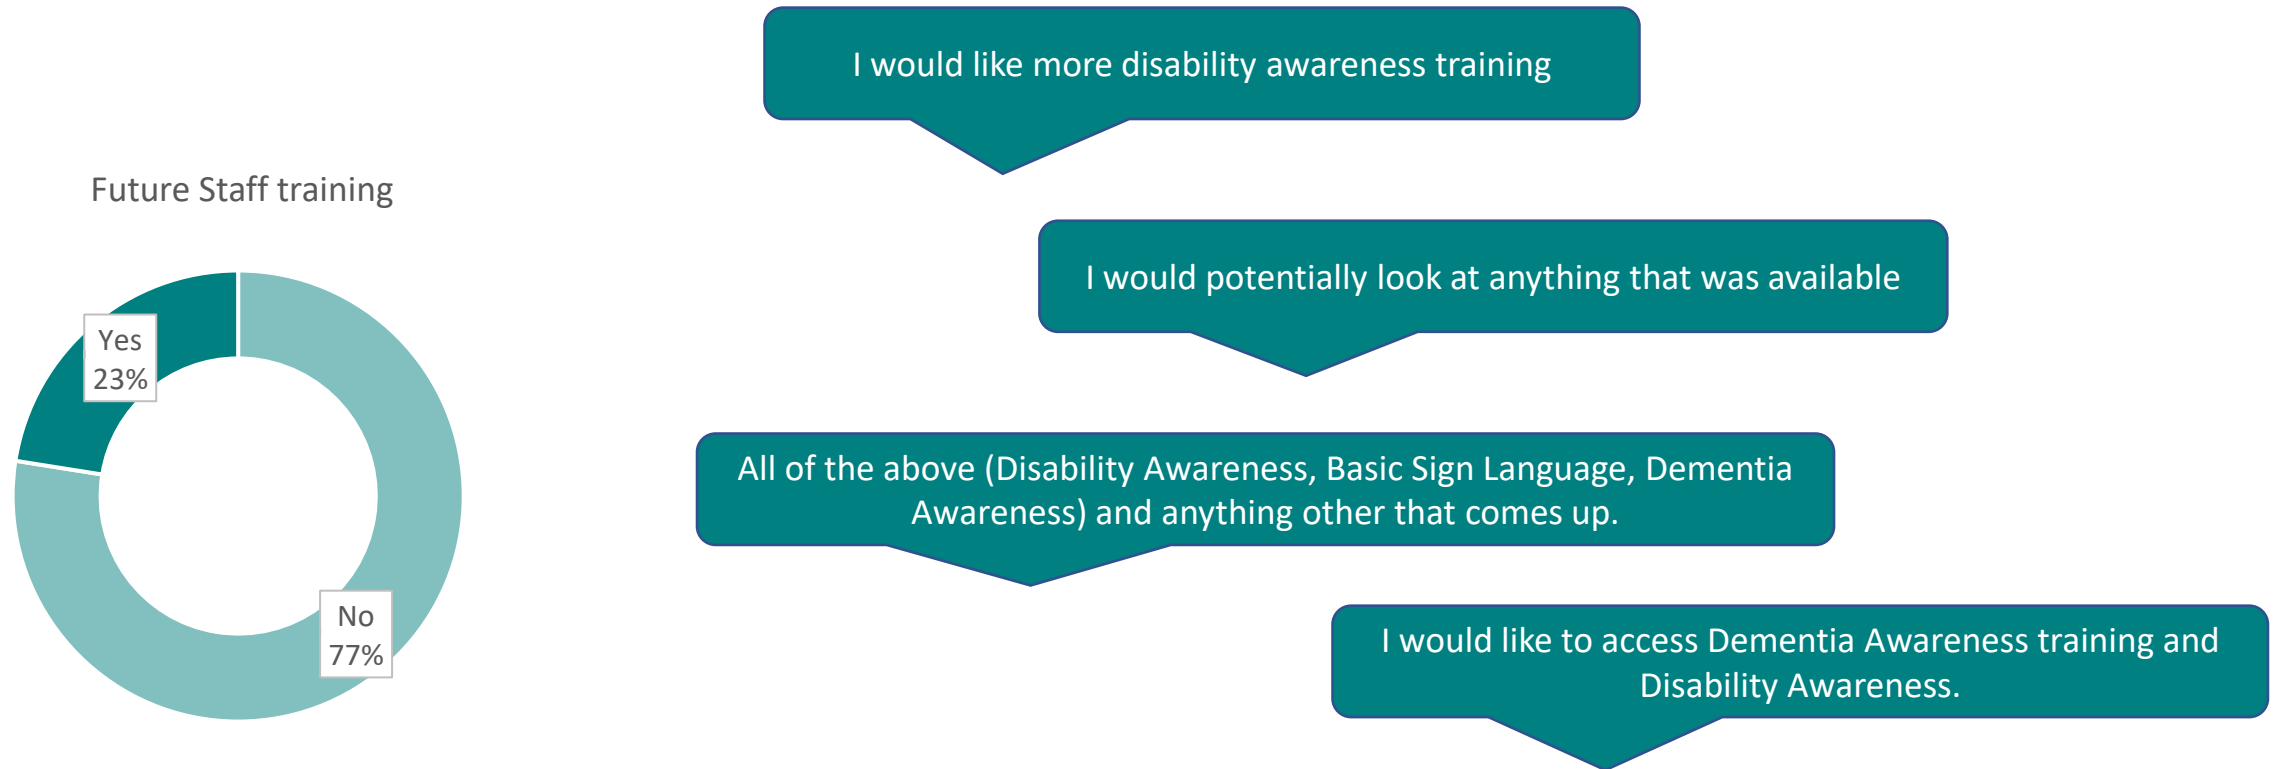 I would like more disability awareness training
Future Staff training
I would potentially look at anything that was available
Yes
23%
All of the above (Disability Awareness, Basic Sign Language, Dementia
Awareness) and anything other that comes up.
No
77%
I would like to access Dementia Awareness training and
Disability Awareness.